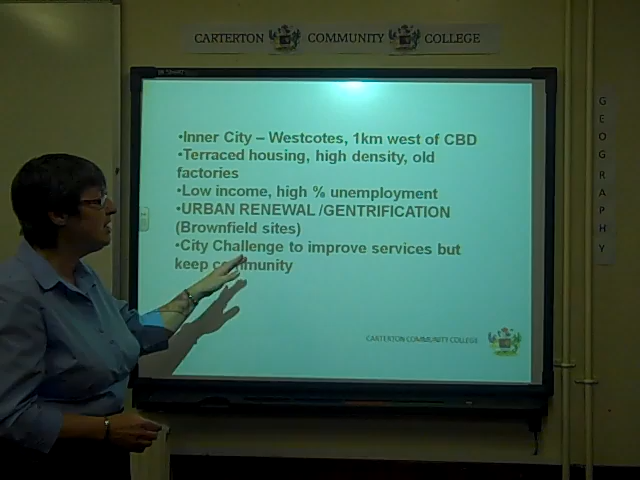 CARTERTON COMMUNITY COLLEGE
•Inner City – Westcotes, 1km west of CBD
•Terraced housing, high density, old
factories
•Low income, high % unemployment
•URBAN RENEWAL /GENTRIFICATION
(Brownfield sites)
•City Challenge to improve services but
keep community
CARTERTON COMMUNITY COLLEGE
GEOGRAPHY